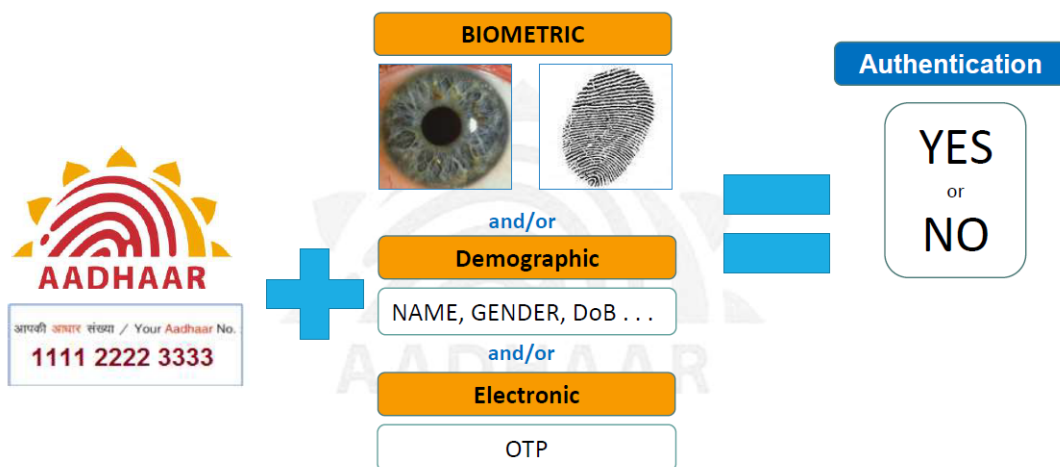 AADHAAR
आपकी आधार संख्या / Your Aadhaar No. :
1111 2222 3333
BIOMETRIC
and/or
Demographic
NAME, GENDER, DoB . . .
and/or
Electronic
OTP
AADHAAR
Authentication
YES
or
NO